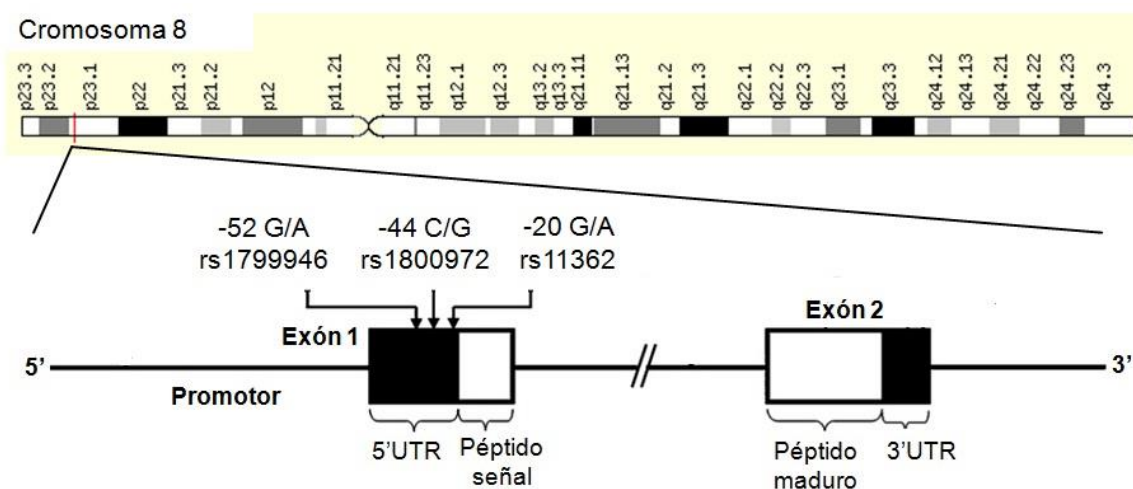 Cromosoma 8
p23.3
p23.2
p23.1
p22
p21.3
p21.2
p12
p11.21
q11.21
q11.23
q12.1
q12.3
q13.2
q13.3
q21.11
q21.13
q21.2
q21.3
q22.1
q22.2
q22.3
q23.1
q23.3
q24.12
q24.13
q24.21
q24.22
q24.23
q24.3
-52 G/A
rs1799946
-44 C/G
rs1800972
-20 G/A
rs11362
Exón 1
Exón 2
5’
3’
Promotor
5’UTR
Péptido
señal
Péptido
maduro
3’UTR